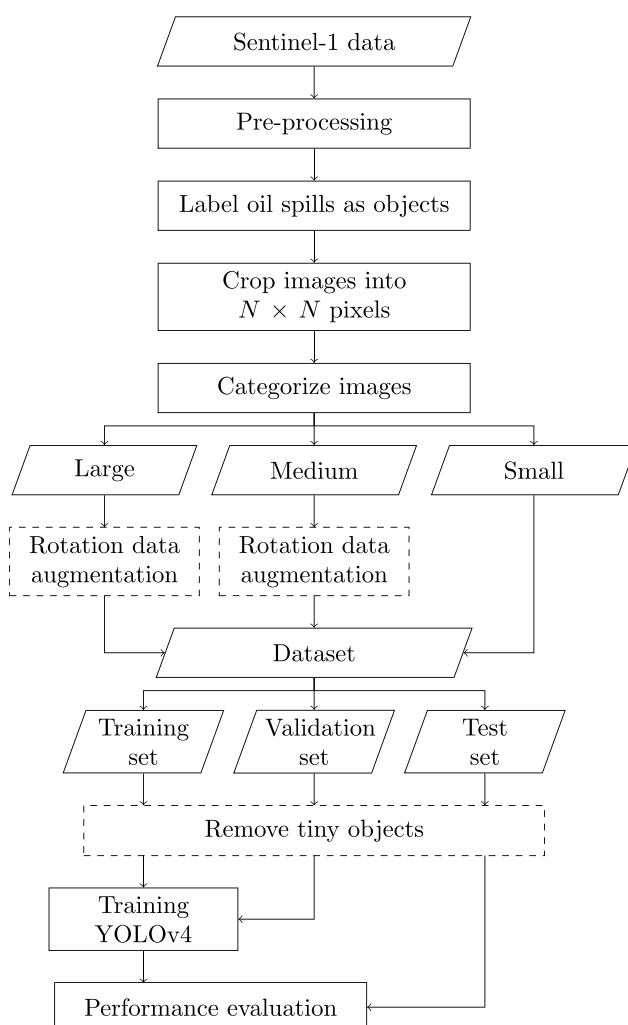 Sentinel-1 data
Pre-processing
Label oil spills as objects
Crop images into
N × N pixels
Categorize images
Large
Medium
Small
Rotation data
augmentation
Rotation data
augmentation
Dataset
Training
set
Validation
set
Test
set
Remove tiny objects
Training
YOLOv4
Performance evaluation